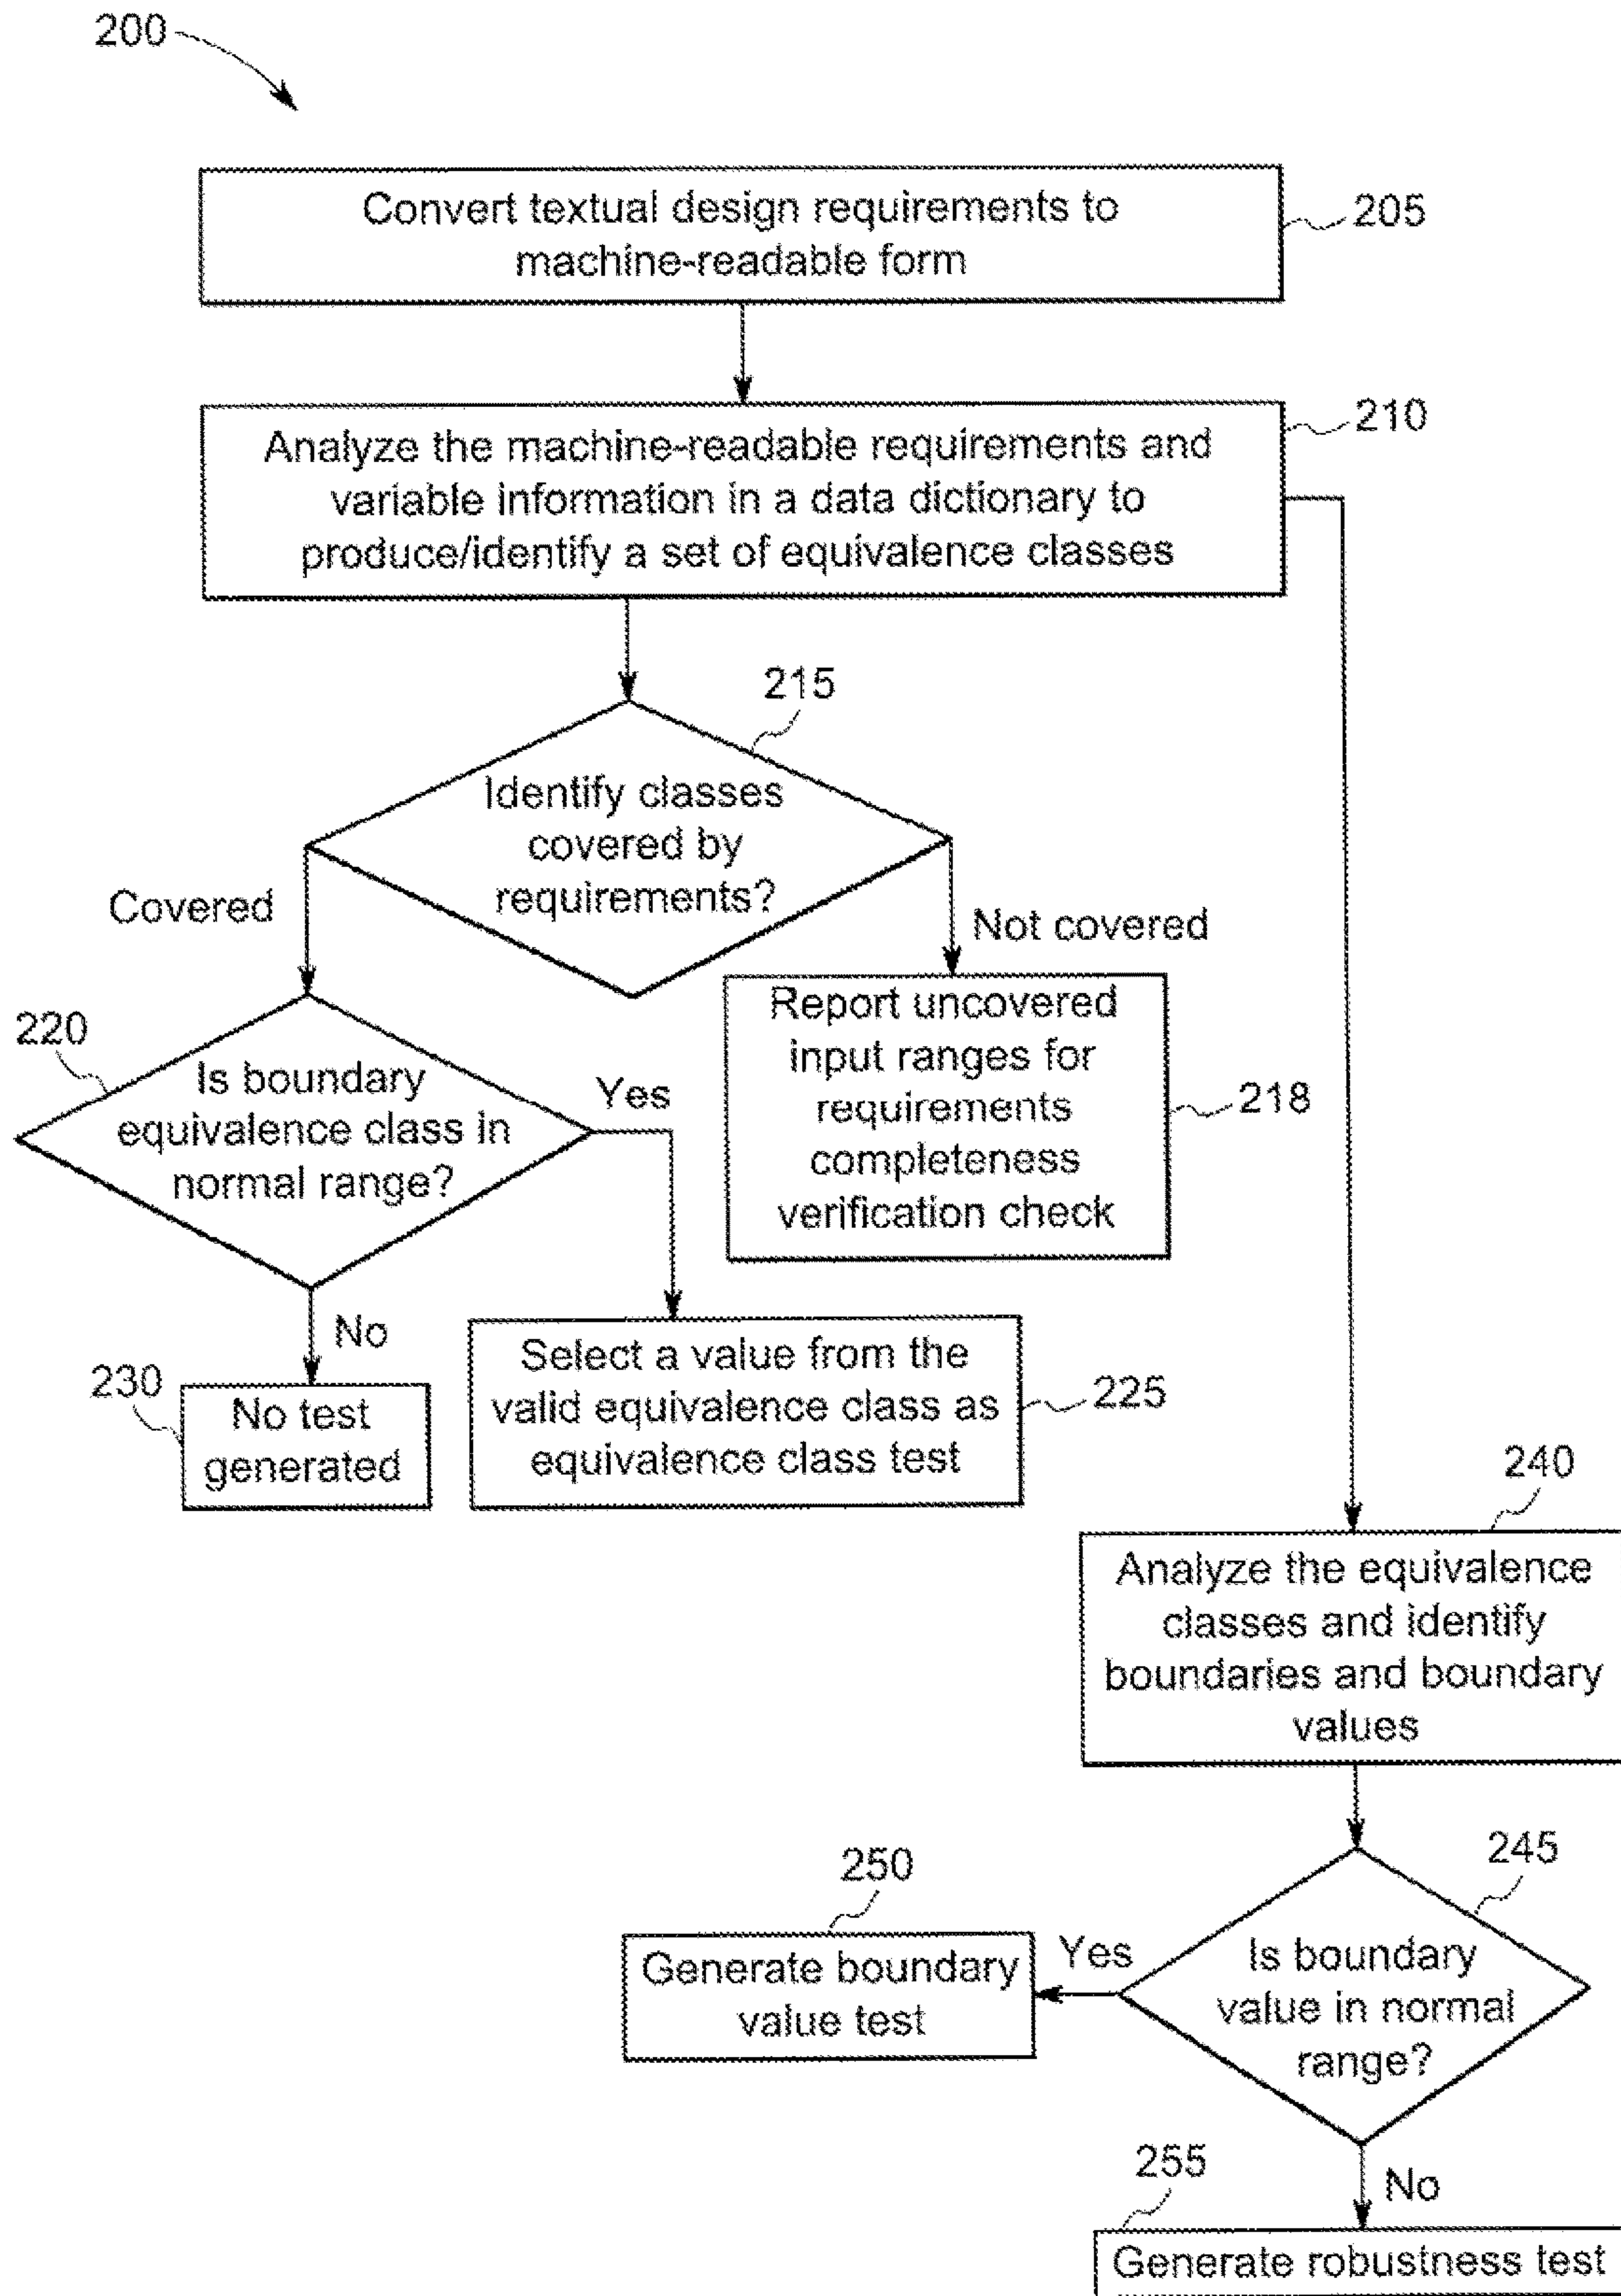 200
Convert textual design requirements to
machine-readable form
205
Analyze the machine-readable requirements and
variable information in a data dictionary to
produce/identify a set of equivalence classes
210
215
Identify classes
covered by
requirements?
Covered
Not covered
220
Is boundary
equivalence class in
normal range?
Yes
No
Report uncovered
input ranges for
requirements
completeness
verification check
218
230
No test
generated
Select a value from the
valid equivalence class as
equivalence class test
225
240
Analyze the equivalence
classes and identify
boundaries and boundary
values
245
Is boundary
value in normal
range?
Yes
250
Generate boundary
value test
No
255
Generate robustness test